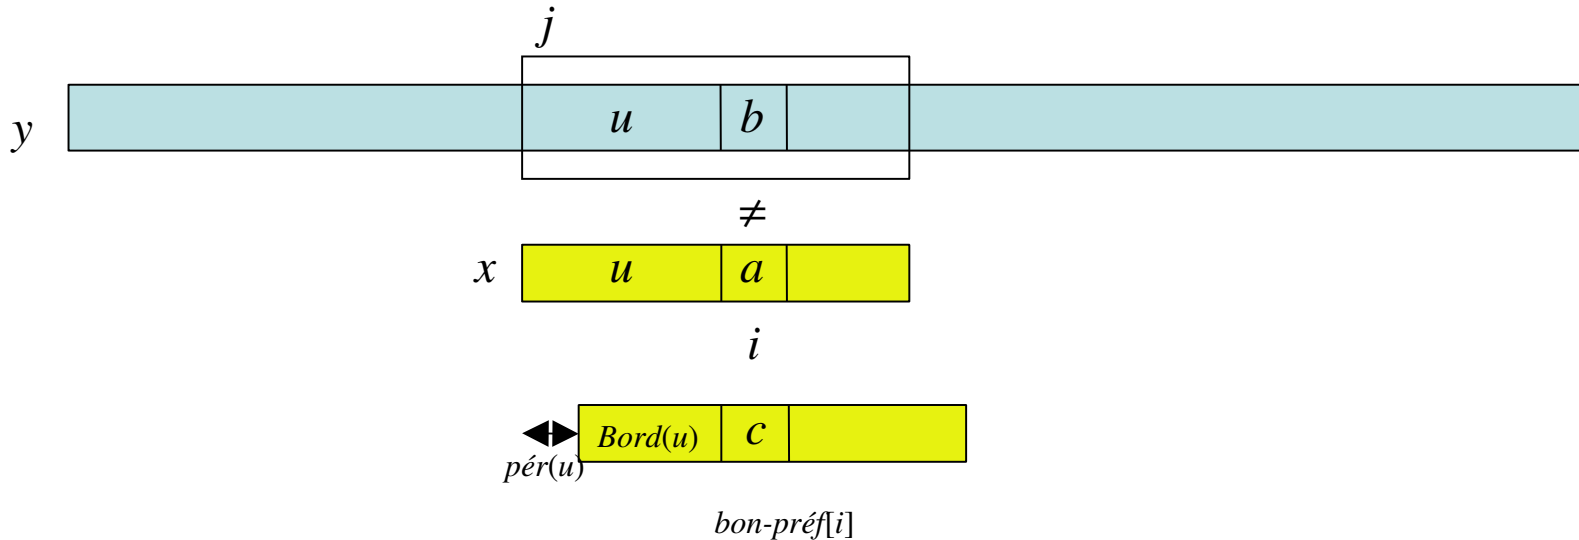 j
y u b
≠
x u a
i
Bord(u) c
pér(u)
bon-préf[i]